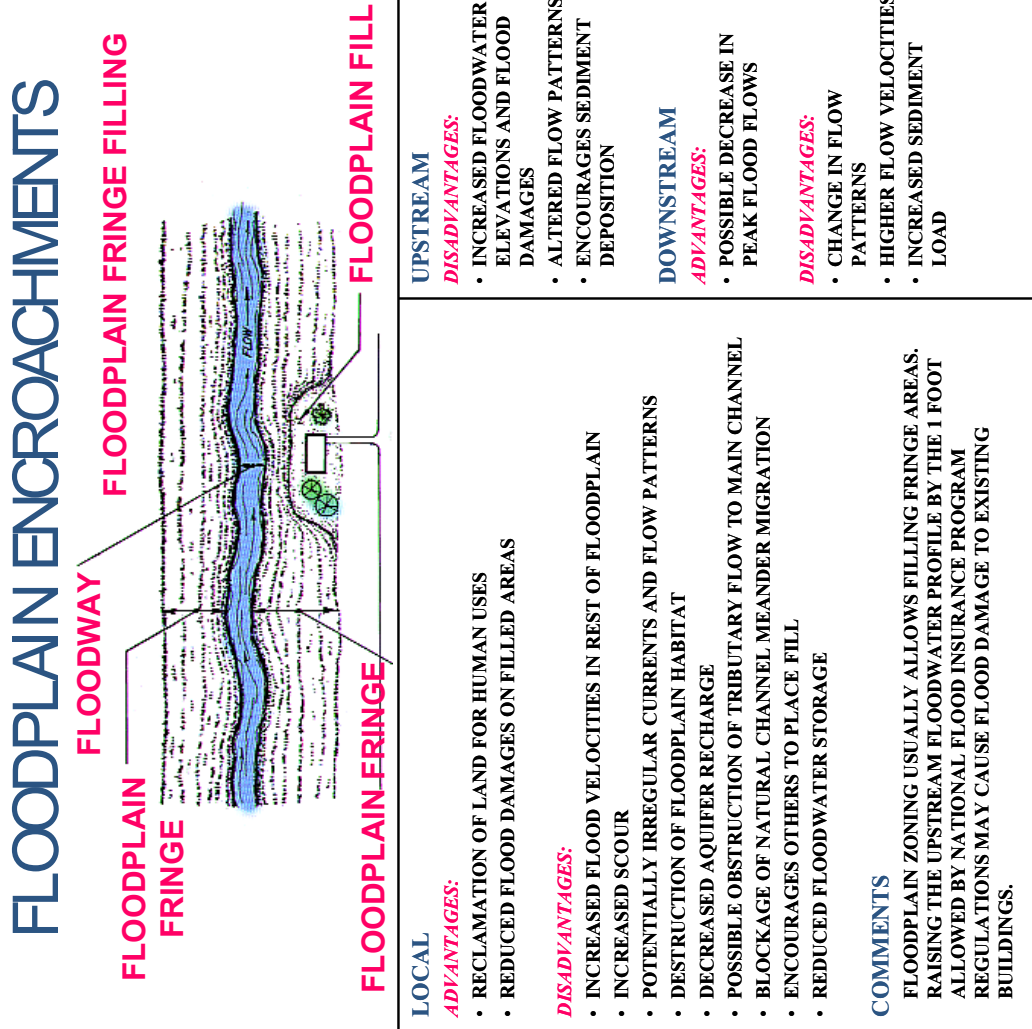 FLOODPLAIN ENCROACHMENTS
FLOODPLAIN FRINGE FILLING
FLOODWAY
FLOODPLAIN
FRINGE
FLOW
FLOODPLAIN FRINGE
FLOODPLAIN FILL
LOCAL
ADVANTAGES:
• RECLAMATION OF LAND FOR HUMAN USES
• REDUCED FLOOD DAMAGES ON FILLED AREAS
DISADVANTAGES:
• INCREASED FLOOD VELOCITIES IN REST OF FLOODPLAIN
• INCREASED SCOUR
• POTENTIALLY IRREGULAR CURRENTS AND FLOW PATTERNS
• DESTRUCTION OF FLOODPLAIN HABITAT
• DECREASED AQUIFER RECHARGE
• POSSIBLE OBSTRUCTION OF TRIBUTARY FLOW TO MAIN CHANNEL
• BLOCKAGE OF NATURAL CHANNEL MEANDER MIGRATION
• ENCOURAGES OTHERS TO PLACE FILL
• REDUCED FLOODWATER STORAGE
COMMENTS
FLOODPLAIN ZONING USUALLY ALLOWS FILLING FRINGE AREAS.
RAISING THE UPSTREAM FLOODWATER PROFILE BY THE 1 FOOT
ALLOWED BY NATIONAL FLOOD INSURANCE PROGRAM
REGULATIONS MAY CAUSE FLOOD DAMAGE TO EXISTING
BUILDINGS.
UPSTREAM
DISADVANTAGES:
• INCREASED FLOODWATER
ELEVATIONS AND FLOOD
DAMAGES
• ALTERED FLOW PATTERNS
• ENCOURAGES SEDIMENT
DEPOSITION
DOWNSTREAM
ADVANTAGES:
• POSSIBLE DECREASE IN
PEAK FLOOD FLOWS
DISADVANTAGES:
• CHANGE IN FLOW
PATTERNS
• HIGHER FLOW VELOCITIES
• INCREASED SEDIMENT
LOAD